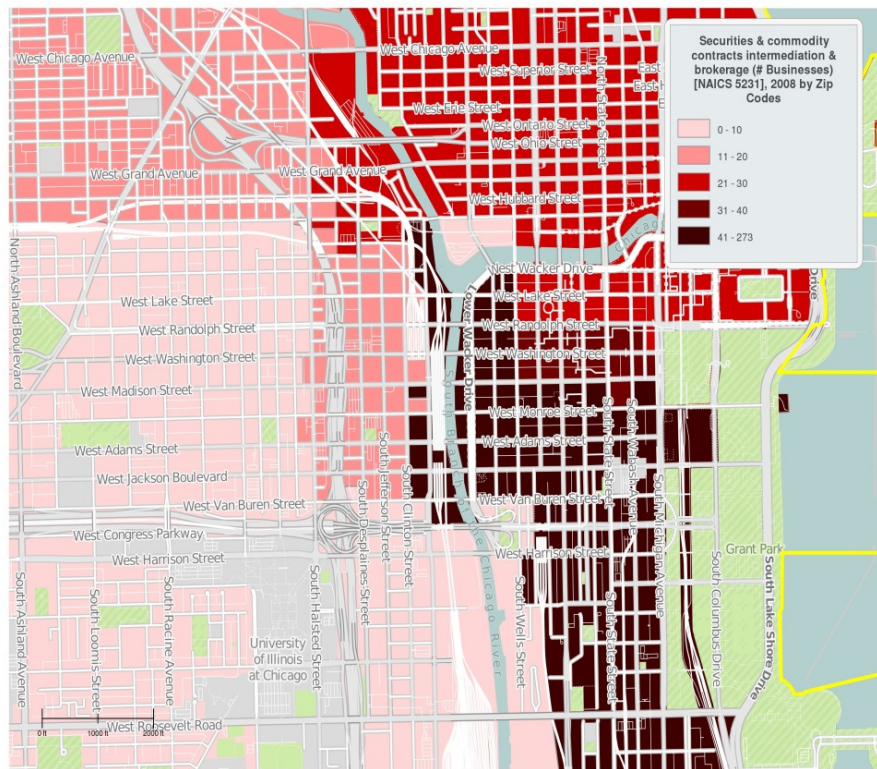 West Chicago Avenue
West Chicago Avenue
West Superior Street
North State Street
East
East H
E
West Erie Street
West Ontario Street
West Ohio Street
West Grand Avenue
West Grand Avenue
West Hubbard Street
Chicago
Securities & commodity
contracts intermediation &
brokerage (# Businesses)
[NAICS 5231], 2008 by Zip
Codes
0 - 10
11 - 20
21 - 30
31 - 40
41 - 273
North Ashland Boulevard
West Wacker Drive
West Lake Street
West Lake Street
Lower Wacker Drive
Drive
West Randolph Street
West Randolph Street
West Washington Street
West Washington Street
West Madison Street
South Branch Chicago River
West Monroe Street
West Adams Street
West Adams Street
South State Street
South Wabash Avenue
West Jackson Boulevard
South Jefferson Street
South Clinton Street
South Desplaines Street
South Michigan Avenue
West Van Buren Street
West Van Buren Street
West Congress Parkway
West Harrison Street
West Harrison Street
Grant Park
South Ashland Avenue
South Loomis Street
South Racine Avenue
South Halsted Street
University
of Illinois
at Chicago
South Wells Street
South State Street
South Columbus Drive
South Lake Shore Drive
West Roosevelt Road
0 ft
1000 ft
2000 ft